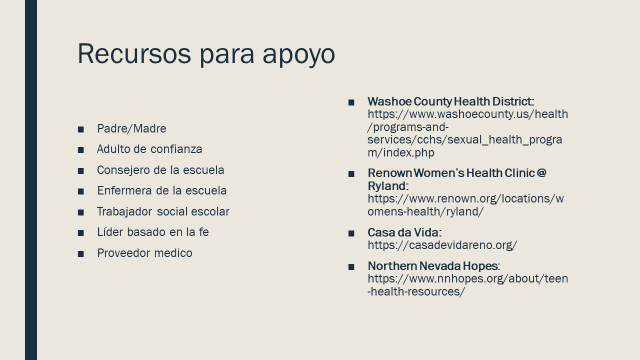 Recursos para apoyo
■ Padre/Madre
■ Adulto de confianza
■ Consejero de la escuela
■ Enfermera de la escuela
■ Trabajador social escolar
■ Líder basado en la fe
■ Proveedor medico
■ Washoe County Health District:
https://www.washoecounty.us/health
/programs-and-
services/cchs/sexual_health_progra
m/index.php
■ Renown Women's Health Clinic @
Ryland:
https://www.renown.org/locations/w
omens-health/ryland/
■ Casa da Vida:
https://casadevidareno.org/
■ Northern Nevada Hopes:
https://www.nnhopes.org/about/teen
-health-resources/